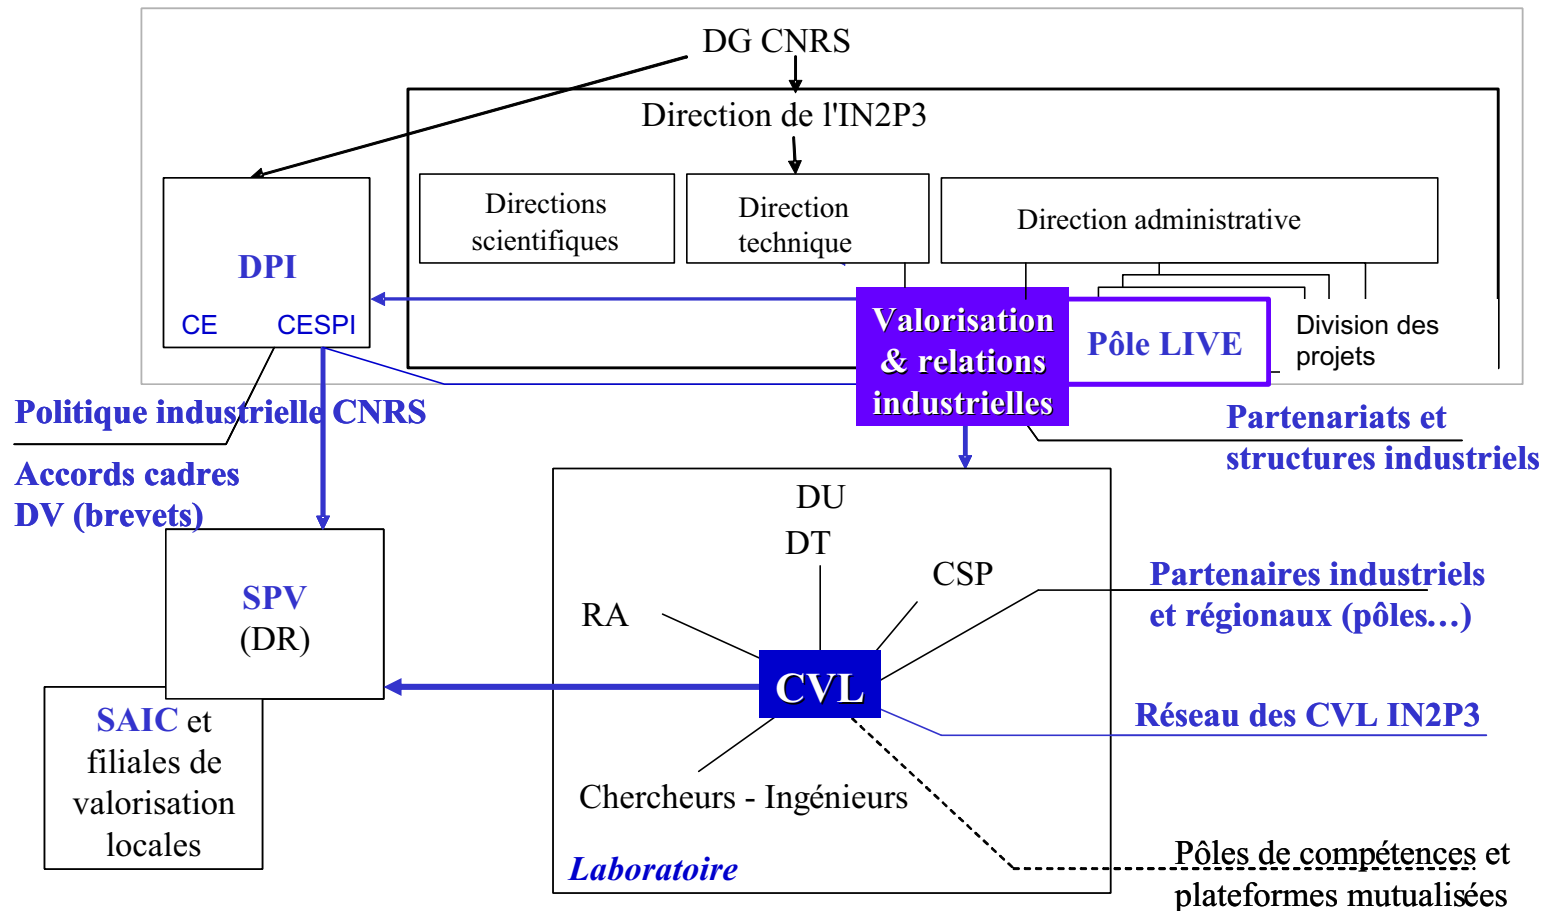 DG CNRS
Direction de l'IN2P3
Directions
scientifiques
Direction
technique
Direction administrative
DPI
CE CESPI
Valorisation
& relations
industrielles
Pôle LIVE
Division des
projets
Politique industrielle CNRS
Accords cadres
DV (brevets)
Partenariats et
structures industriels
SPV
(DR)
SAIC et
filiales de
valorisation
locales
DU
DT
CSP
RA
CVL
Chercheurs - Ingénieurs
Laboratoire
Partenaires industriels
et régionaux (pôles…)
Réseau des CVL IN2P3
Pôles de compétences et
plateformes mutualisées